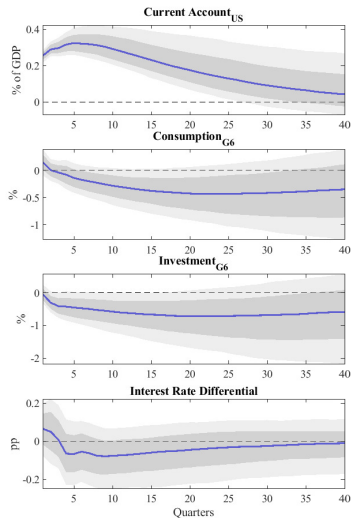 Current Account_US
0.4
0.2
0
% of GDP
5 10 15 20 25 30 35 40
Consumption_G6
0
-0.5
-1
%
5 10 15 20 25 30 35 40
Investment_G6
0
-1
-2
%
5 10 15 20 25 30 35 40
Interest Rate Differential
0.2
0
-0.2
pp
5 10 15 20 25 30 35 40
Quarters